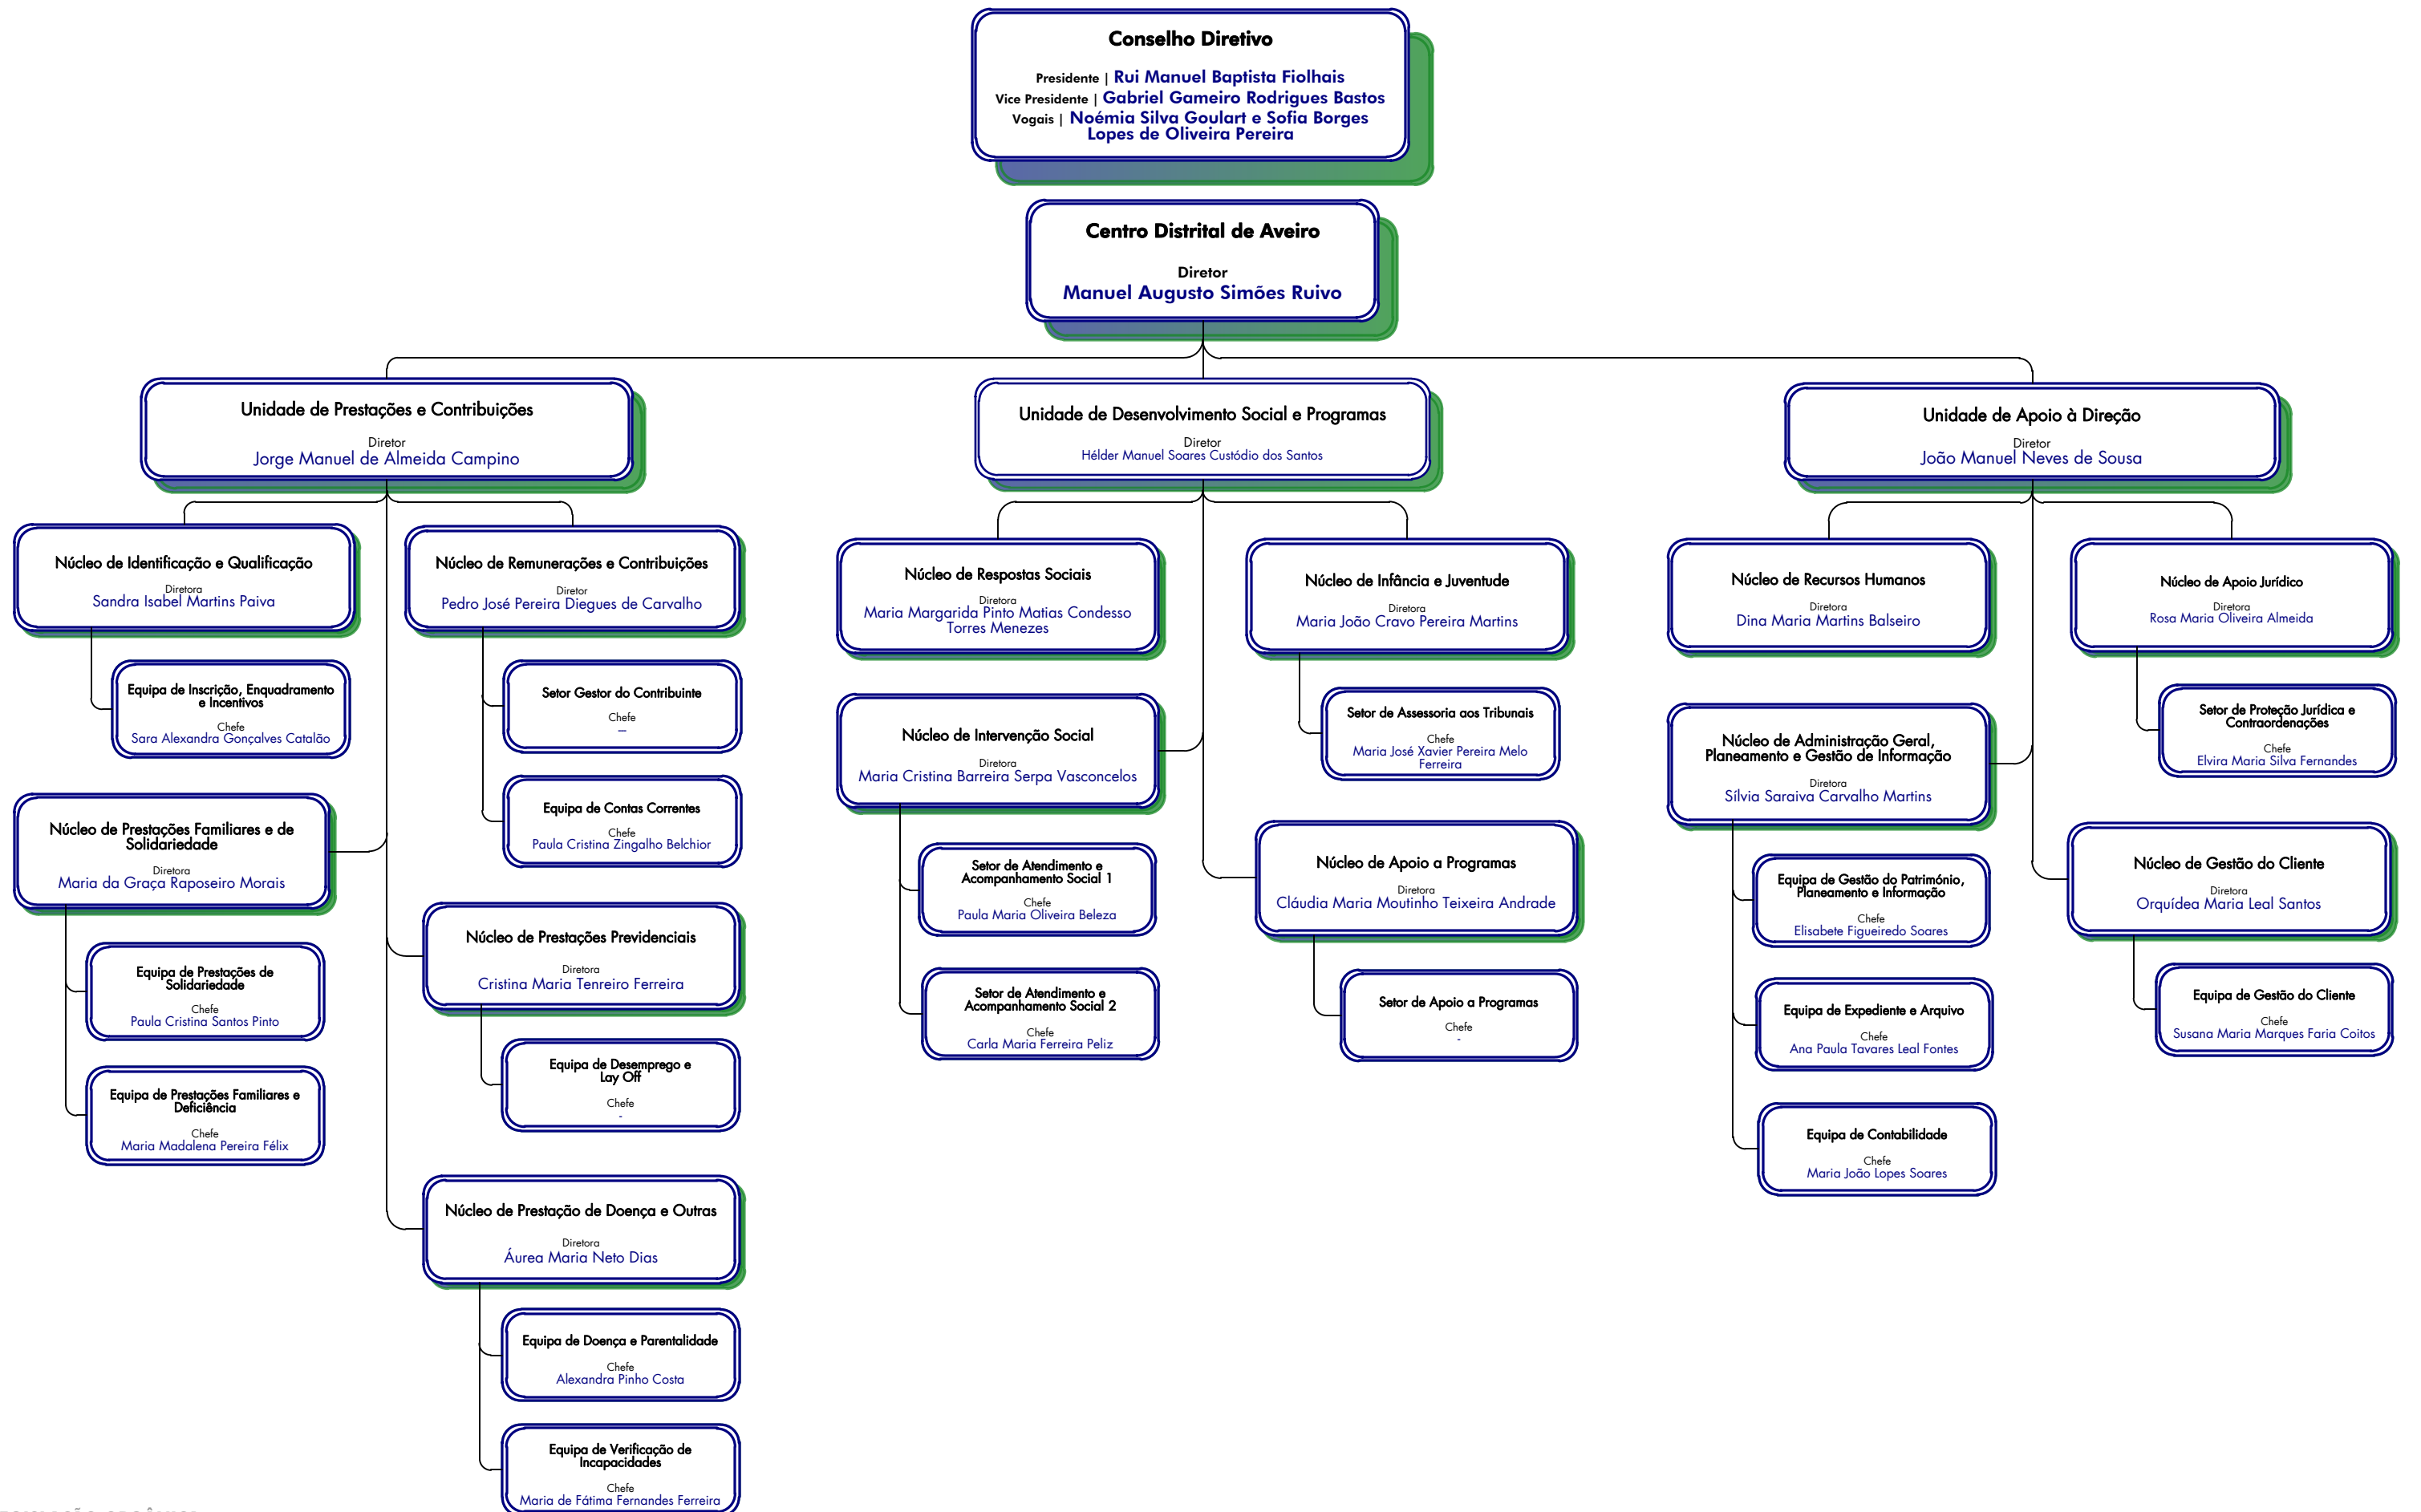 Conselho Diretivo
Presidente | Rui Manuel Baptista Fiolhais
Vice Presidente | Gabriel Gameiro Rodrigues Bastos
Vogais | Noémia Silva Goulart e Sofia Borges
Lopes de Oliveira Pereira
Centro Distrital de Aveiro
Diretor
Manuel Augusto Simões Ruivo
Unidade de Prestações e Contribuições
Diretor
Jorge Manuel de Almeida Campino
Núcleo de Identificação e Qualificação
Diretora
Sandra Isabel Martins Paiva
Equipa de Inscrição, Enquadramento
e Incentivos
Chefe
Sara Alexandra Gonçalves Catalão
Núcleo de Remunerações e Contribuições
Diretor
Pedro José Pereira Diegues de Carvalho
Setor Gestor do Contribuinte
Chefe
---
Equipa de Contas Correntes
Chefe
Paula Cristina Zingalho Belchior
Núcleo de Prestações Familiares e de
Solidariedade
Diretora
Maria da Graça Raposeiro Morais
Equipa de Prestações de
Solidariedade
Chefe
Paula Cristina Santos Pinto
Equipa de Prestações Familiares e
Deficiência
Chefe
Maria Madalena Pereira Félix
Núcleo de Prestações Previdenciais
Diretora
Cristina Maria Tenreiro Ferreira
Equipa de Desemprego e
Lay Off
Chefe
-
Núcleo de Prestação de Doença e Outras
Diretora
Áurea Maria Neto Dias
Equipa de Doença e Parentalidade
Chefe
Alexandra Pinho Costa
Equipa de Verificação de
Incapacidades
Chefe
Maria de Fátima Fernandes Ferreira
Unidade de Desenvolvimento Social e Programas
Diretor
Hélder Manuel Soares Custódio dos Santos
Núcleo de Respostas Sociais
Diretora
Maria Margarida Pinto Matias Condesso
Torres Menezes
Núcleo de Infância e Juventude
Diretora
Maria João Cravo Pereira Martins
Setor de Assessoria aos Tribunais
Chefe
Maria José Xavier Pereira Melo
Ferreira
Núcleo de Intervenção Social
Diretora
Maria Cristina Barreira Serpa Vasconcelos
Setor de Atendimento e
Acompanhamento Social 1
Chefe
Paula Maria Oliveira Beleza
Setor de Atendimento e
Acompanhamento Social 2
Chefe
Carla Maria Ferreira Peliz
Núcleo de Apoio a Programas
Diretora
Cláudia Maria Moutinho Teixeira Andrade
Setor de Apoio a Programas
Chefe
-
Unidade de Apoio à Direção
Diretor
João Manuel Neves de Sousa
Núcleo de Recursos Humanos
Diretora
Dina Maria Martins Balseiro
Núcleo de Apoio Jurídico
Diretora
Rosa Maria Oliveira Almeida
Setor de Proteção Jurídica e
Contraordenações
Chefe
Elvira Maria Silva Fernandes
Núcleo de Administração Geral,
Planeamento e Gestão de Informação
Diretora
Sílvia Saraiva Carvalho Martins
Equipa de Gestão do Património,
Planeamento e Informação
Chefe
Elisabete Figueiredo Soares
Equipa de Expediente e Arquivo
Chefe
Ana Paula Tavares Leal Fontes
Equipa de Contabilidade
Chefe
Maria João Lopes Soares
Núcleo de Gestão do Cliente
Diretora
Orquídea Maria Leal Santos
Equipa de Gestão do Cliente
Chefe
Susana Maria Marques Faria Coitos